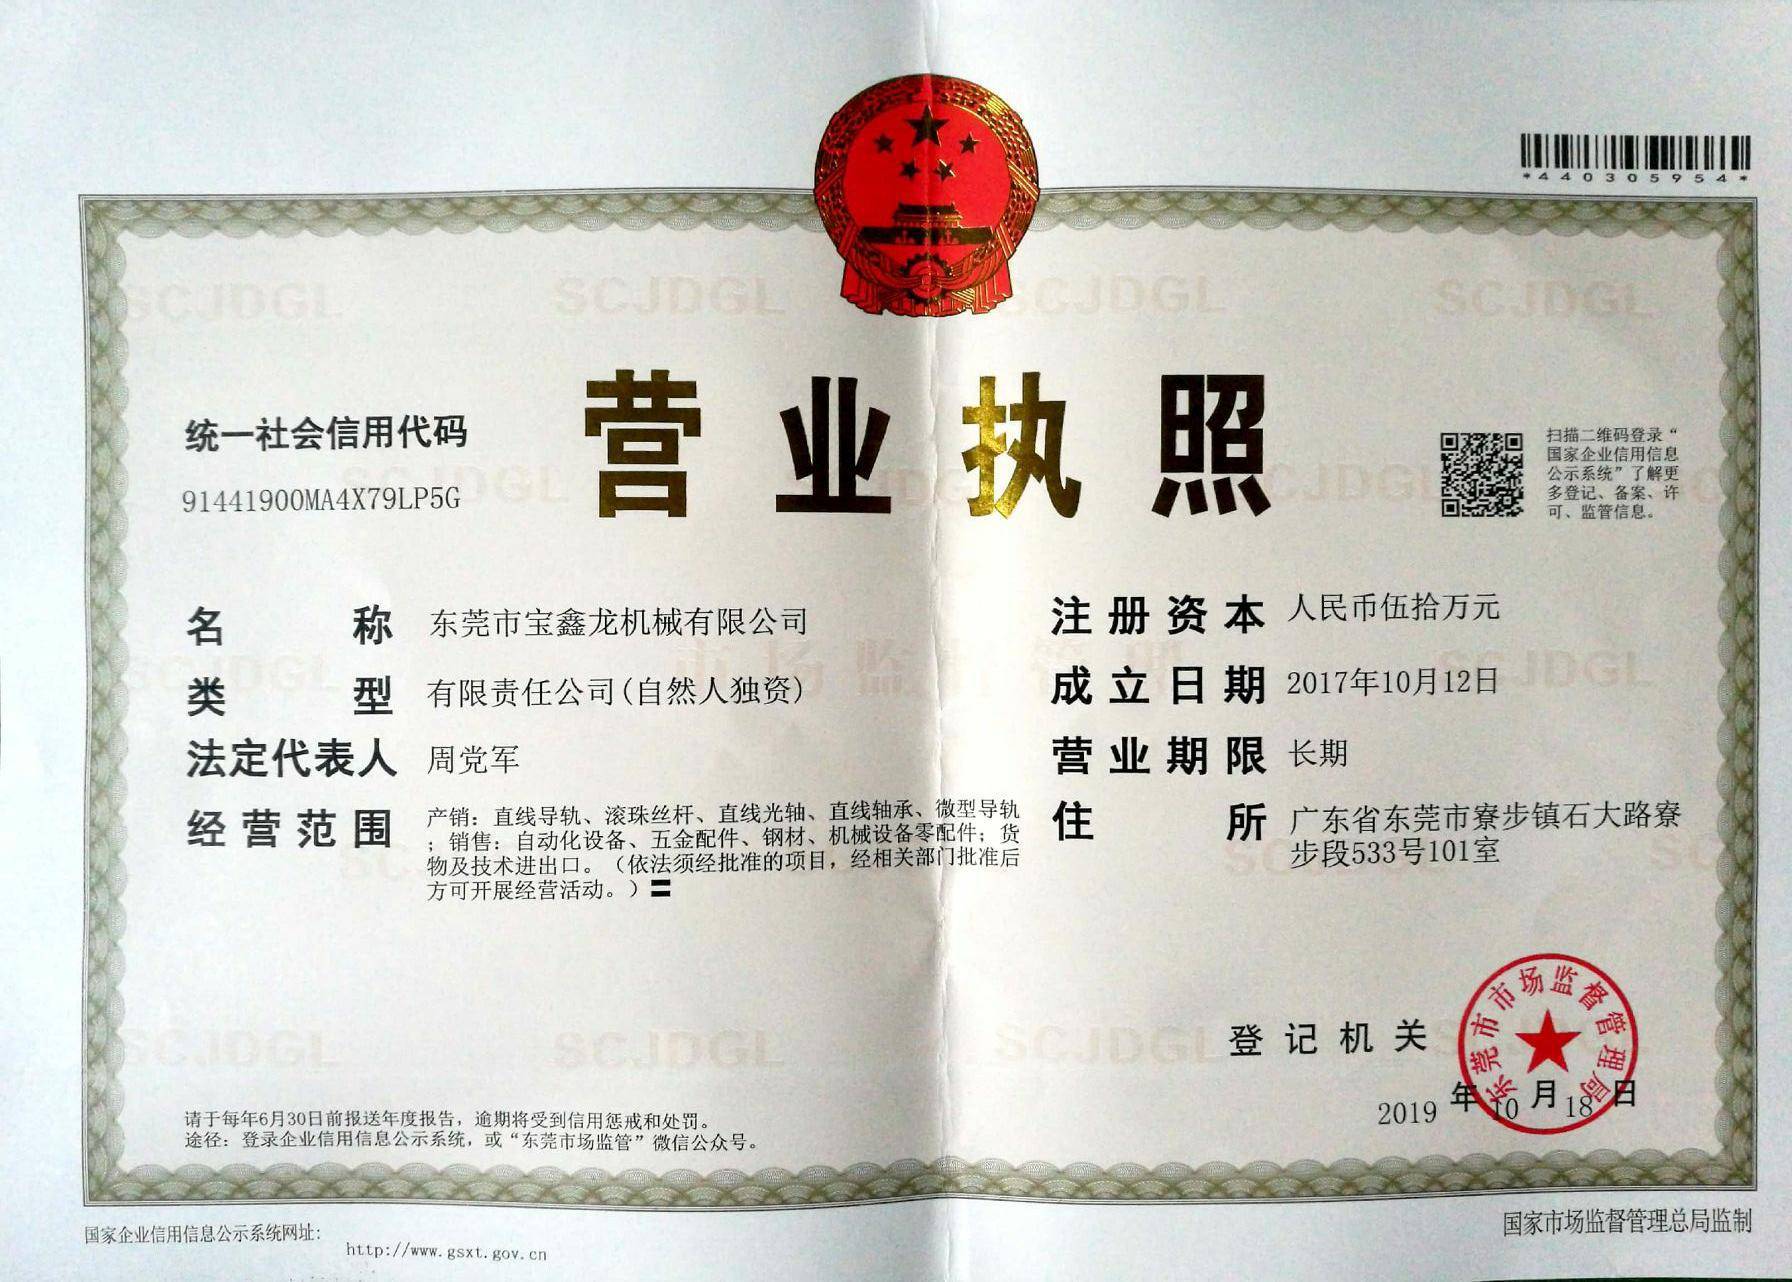 *440305954*
营业执照
统一社会信用代码
91441900MA4X79LP5G
扫描二维码登录“
国家企业信用信息
公示系统”了解更
多登记、备案、许
可、监管信息。
名称 东莞市宝鑫龙机械有限公司
类型 有限责任公司(自然人独资)
法定代表人 周党军
经营范围 产销：直线导轨、滚珠丝杆、直线光轴、直线轴承、微型导轨
；销售：自动化设备、五金配件、钢材、机械设备零配件；货
物及技术进出口。（依法须经批准的项目，经相关部门批准后
方可开展经营活动。）〓
注册资本 人民币伍拾万元
成立日期 2017年10月12日
营业期限 长期
住所 广东省东莞市寮步镇石大路寮
步段533号101室
登记机关
东莞市市场监督管理局
2019年10月18日
请于每年6月30日前报送年度报告，逾期将受到信用惩戒和处罚。
途径：登录企业信用信息公示系统，或“东莞市场监管”微信公众号。
国家企业信用信息公示系统网址：
http://www.gsxt.gov.cn
国家市场监督管理总局监制
SCJDGL